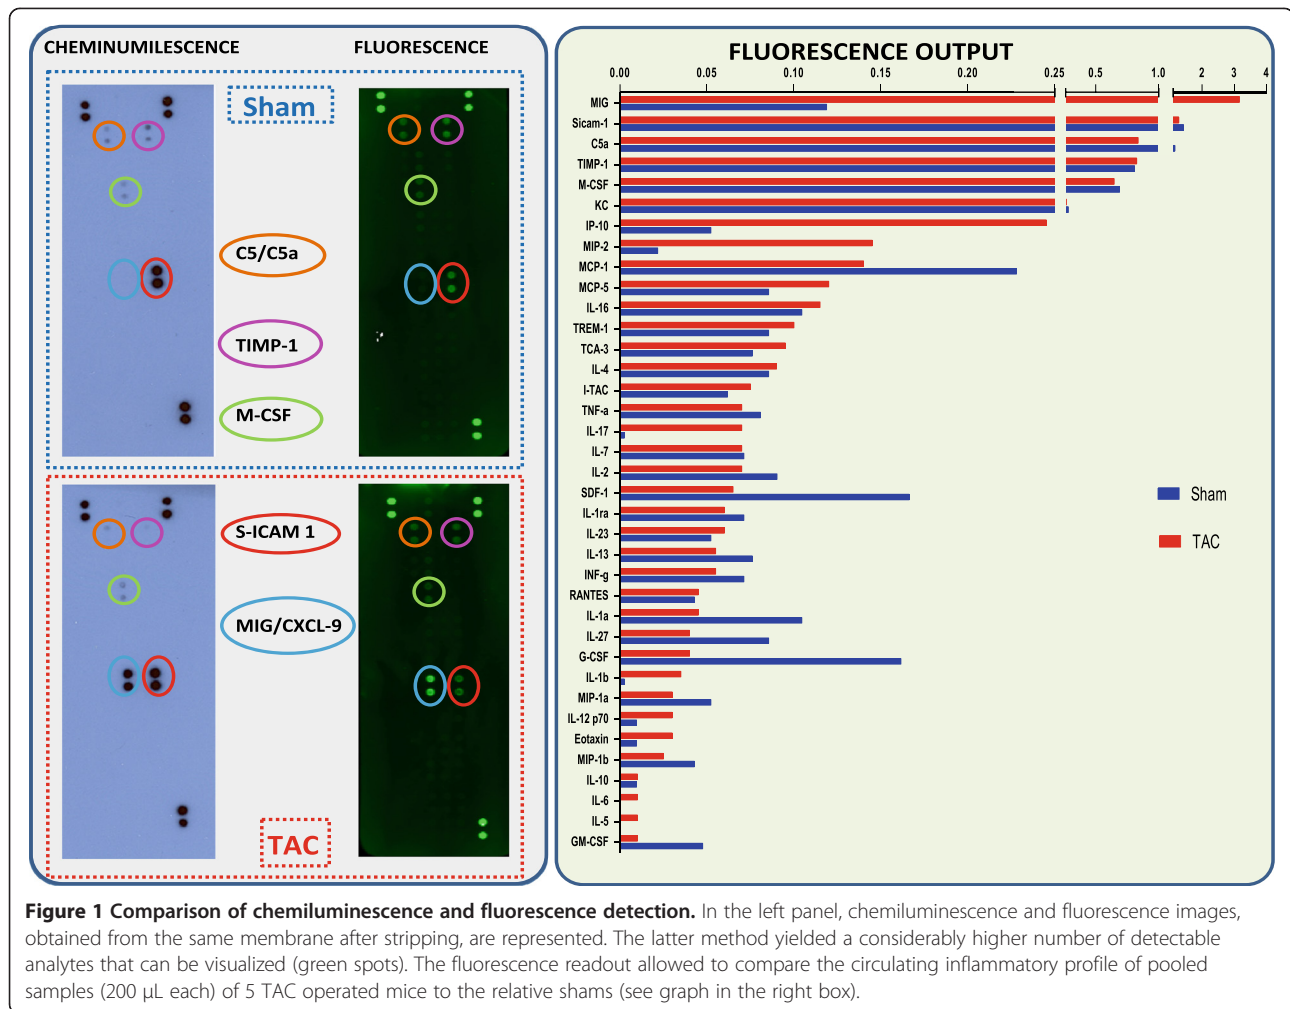 CHEMINUMILESCENCE
FLUORESCENCE
Sham
C5/C5a
TIMP-1
M-CSF
S-ICAM 1
MIG/CXCL-9
TAC
FLUORESCENCE OUTPUT
0.00 0.05 0.10 0.15 0.20 0.25 0.5 1.0 2 3 4
MIG
Sicam-1
C5a
TIMP-1
M-CSF
KC
IP-10
MIP-2
MCP-1
MCP-5
IL-16
TREM-1
TCA-3
IL-4
I-TAC
TNF-a
IL-17
IL-7
IL-2
SDF-1
IL-1ra
IL-23
IL-13
INF-g
RANTES
IL-1a
IL-27
G-CSF
IL-1b
MIP-1a
IL-12 p70
Eotaxin
MIP-1b
IL-10
IL-6
IL-5
GM-CSF
Sham
TAC
Figure 1 Comparison of chemiluminescence and fluorescence detection. In the left panel, chemiluminescence and fluorescence images,
obtained from the same membrane after stripping, are represented. The latter method yielded a considerably higher number of detectable
analytes that can be visualized (green spots). The fluorescence readout allowed to compare the circulating inflammatory profile of pooled
samples (200 μL each) of 5 TAC operated mice to the relative shams (see graph in the right box).